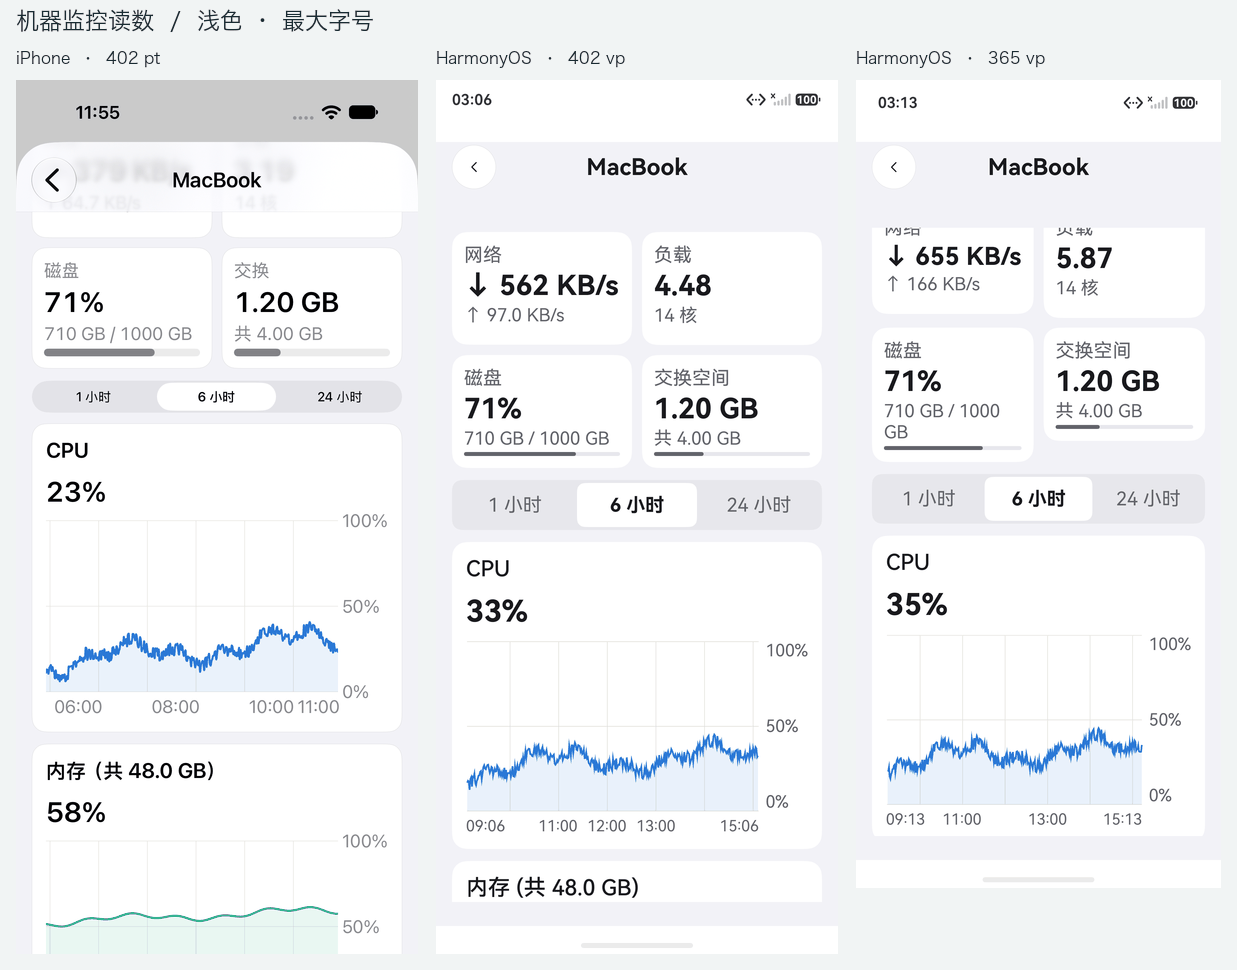 机器监控读数 / 浅色 · 最大字号
iPhone · 402 pt
11:55
MacBook
磁盘
71%
710 GB / 1000 GB
交换
1.20 GB
共 4.00 GB
1 小时
6 小时
24 小时
CPU
23%
100%
50%
0%
06:00
08:00
10:00
11:00
内存（共 48.0 GB）
58%
100%
50%
HarmonyOS · 402 vp
03:06
100
MacBook
网络
↓ 562 KB/s
↑ 97.0 KB/s
负载
4.48
14 核
磁盘
71%
710 GB / 1000 GB
交换空间
1.20 GB
共 4.00 GB
1 小时
6 小时
24 小时
CPU
33%
100%
50%
0%
09:06
11:00
12:00
13:00
15:06
内存 (共 48.0 GB)
HarmonyOS · 365 vp
03:13
100
MacBook
网络
↓ 655 KB/s
↑ 166 KB/s
负载
5.87
14 核
磁盘
71%
710 GB / 1000
GB
交换空间
1.20 GB
共 4.00 GB
1 小时
6 小时
24 小时
CPU
35%
100%
50%
0%
09:13
11:00
13:00
15:13